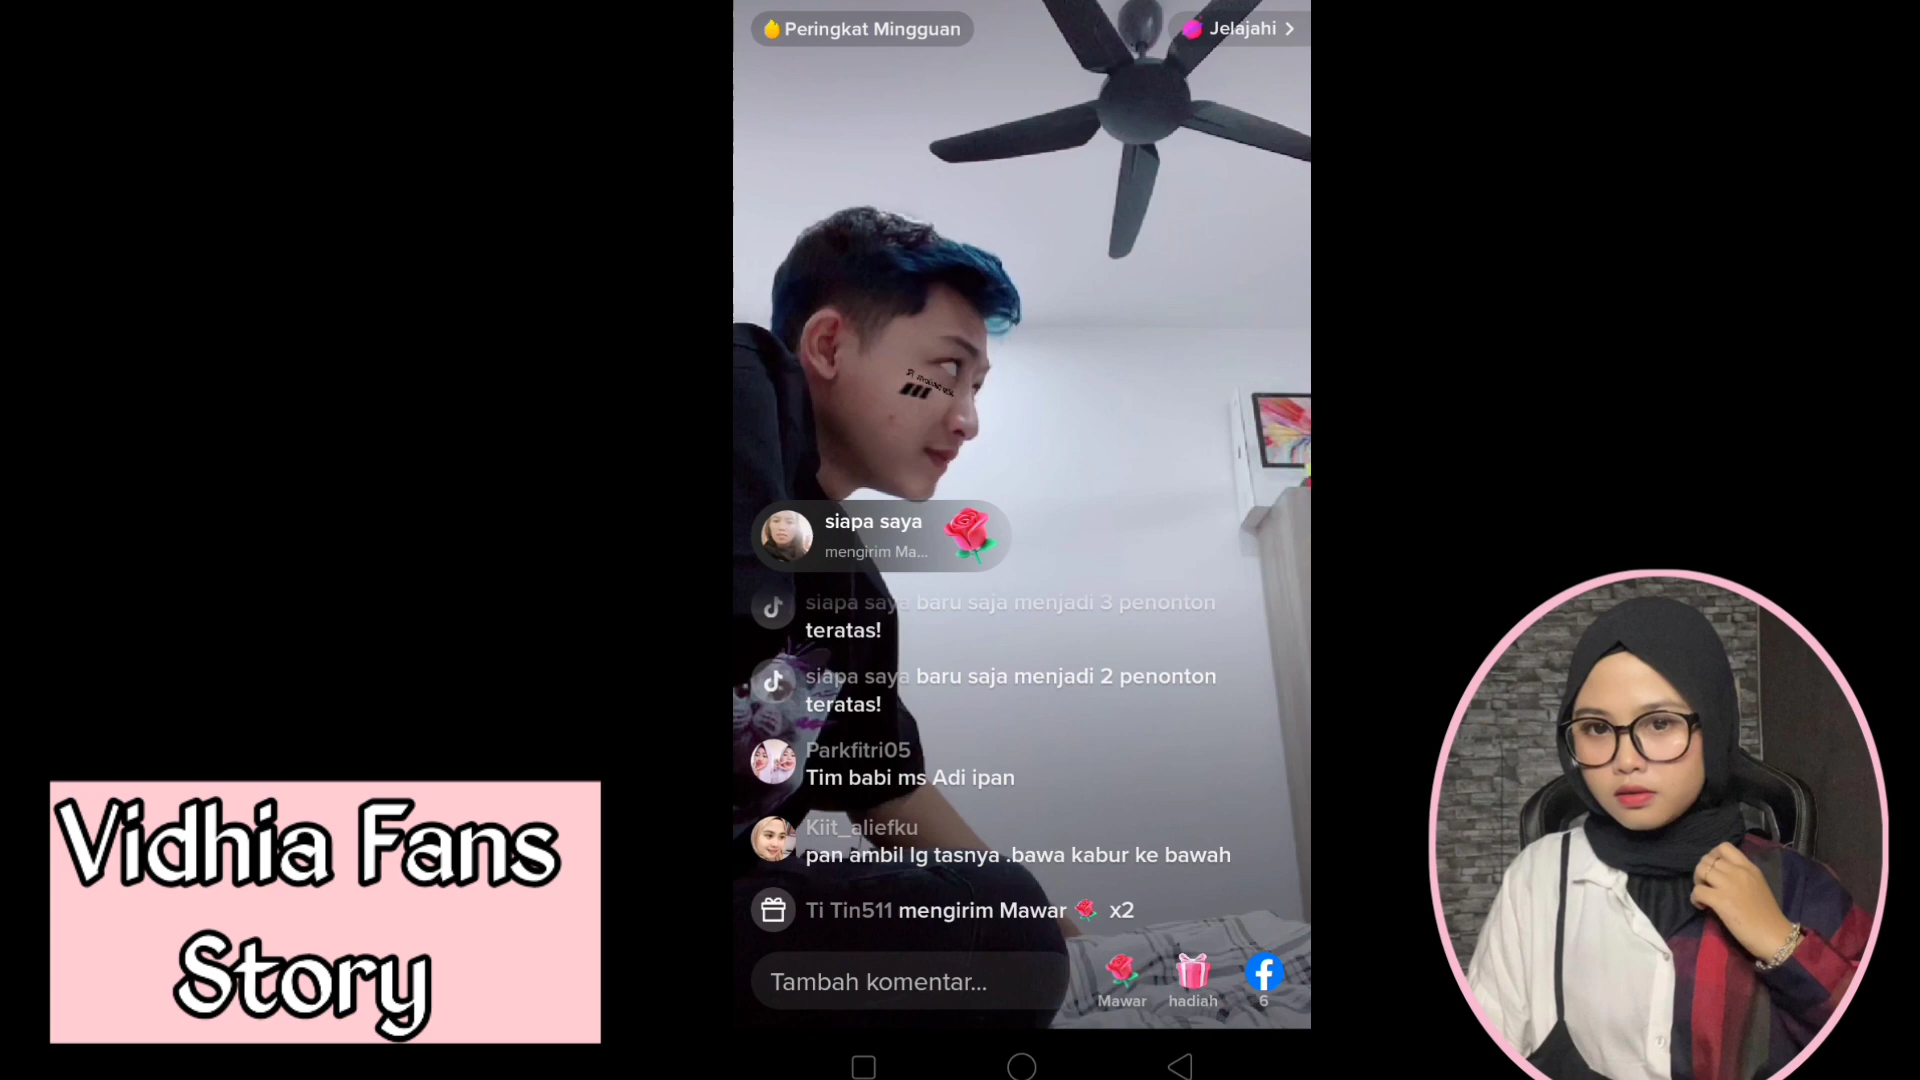 Peringkat Mingguan
Jelajahi
siapa saya
mengirim Ma...
siapa saya baru saja menjadi 3 penonton
teratas!
siapa saya baru saja menjadi 2 penonton
teratas!
Parkfitri05
Tim babi ms Adi ipan
Kiit_aliefku
pan ambil lg tasnya .bawa kabur ke bawah
Ti Tin511 mengirim Mawar x2
Tambah komentar...
Mawar
hadiah
6
Vidhia Fans
Story